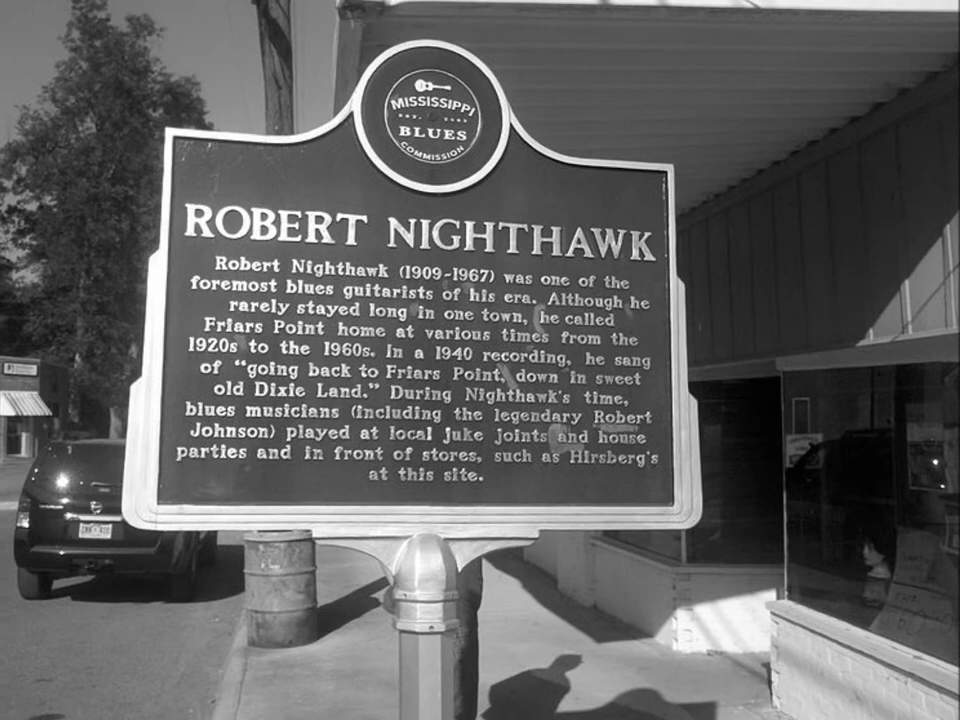 MISSISSIPPI
BLUES
COMMISSION
ROBERT NIGHTHAWK
Robert Nighthawk (1909-1967) was one of the
foremost blues guitarists of his era. Although he
rarely stayed long in one town, he called
Friars Point home at various times from the
1920s to the 1960s. In a 1940 recording, he sang
of “going back to Friars Point, down in sweet
old Dixie Land.” During Nighthawk's time,
blues musicians (including the legendary Robert
Johnson) played at local juke joints and house
parties and in front of stores, such as Hirsberg's
at this site.